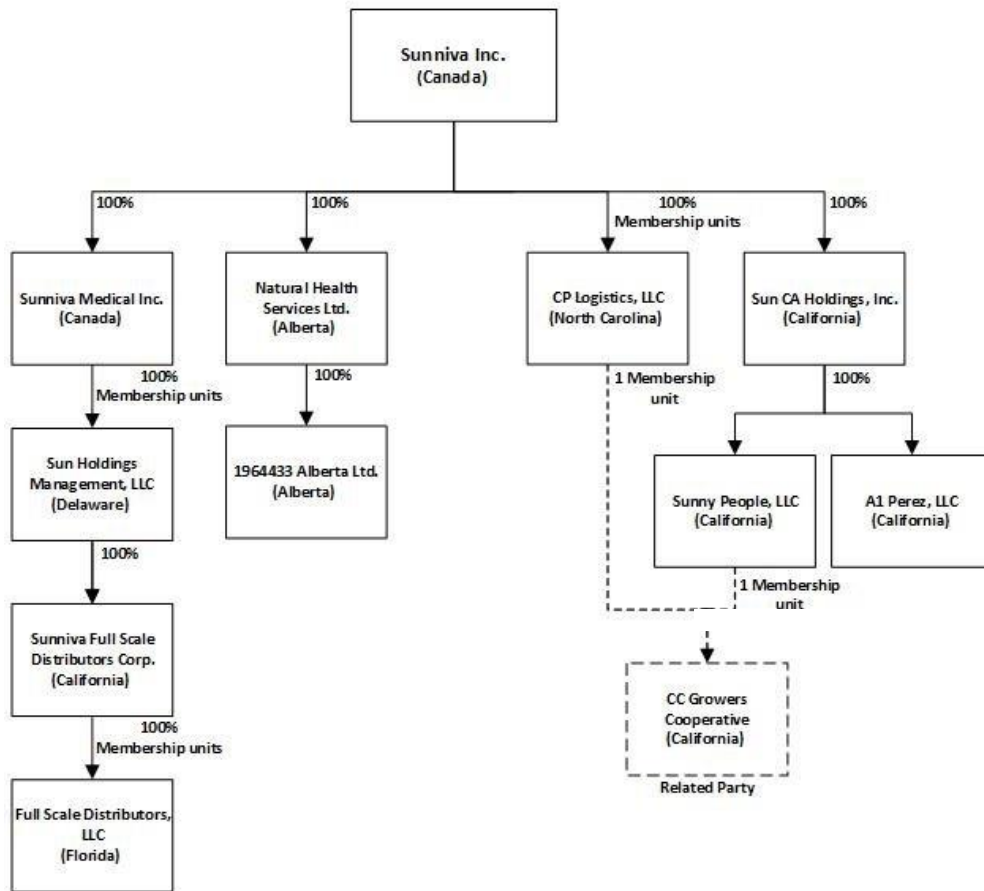 Sunniva Inc.
(Canada)
100%
100%
100%
Membership units
100%
Sunniva Medical Inc.
(Canada)
Natural Health
Services Ltd.
(Alberta)
CP Logistics, LLC
(North Carolina)
Sun CA Holdings, Inc.
(California)
100%
Membership units
100%
1 Membership
unit
100%
Sun Holdings
Management, LLC
(Delaware)
1964433 Alberta Ltd.
(Alberta)
Sunny People, LLC
(California)
A1 Perez, LLC
(California)
100%
1 Membership
unit
Sunniva Full Scale
Distributors Corp.
(California)
CC Growers
Cooperative
(California)
Related Party
100%
Membership units
Full Scale Distributors,
LLC
(Florida)